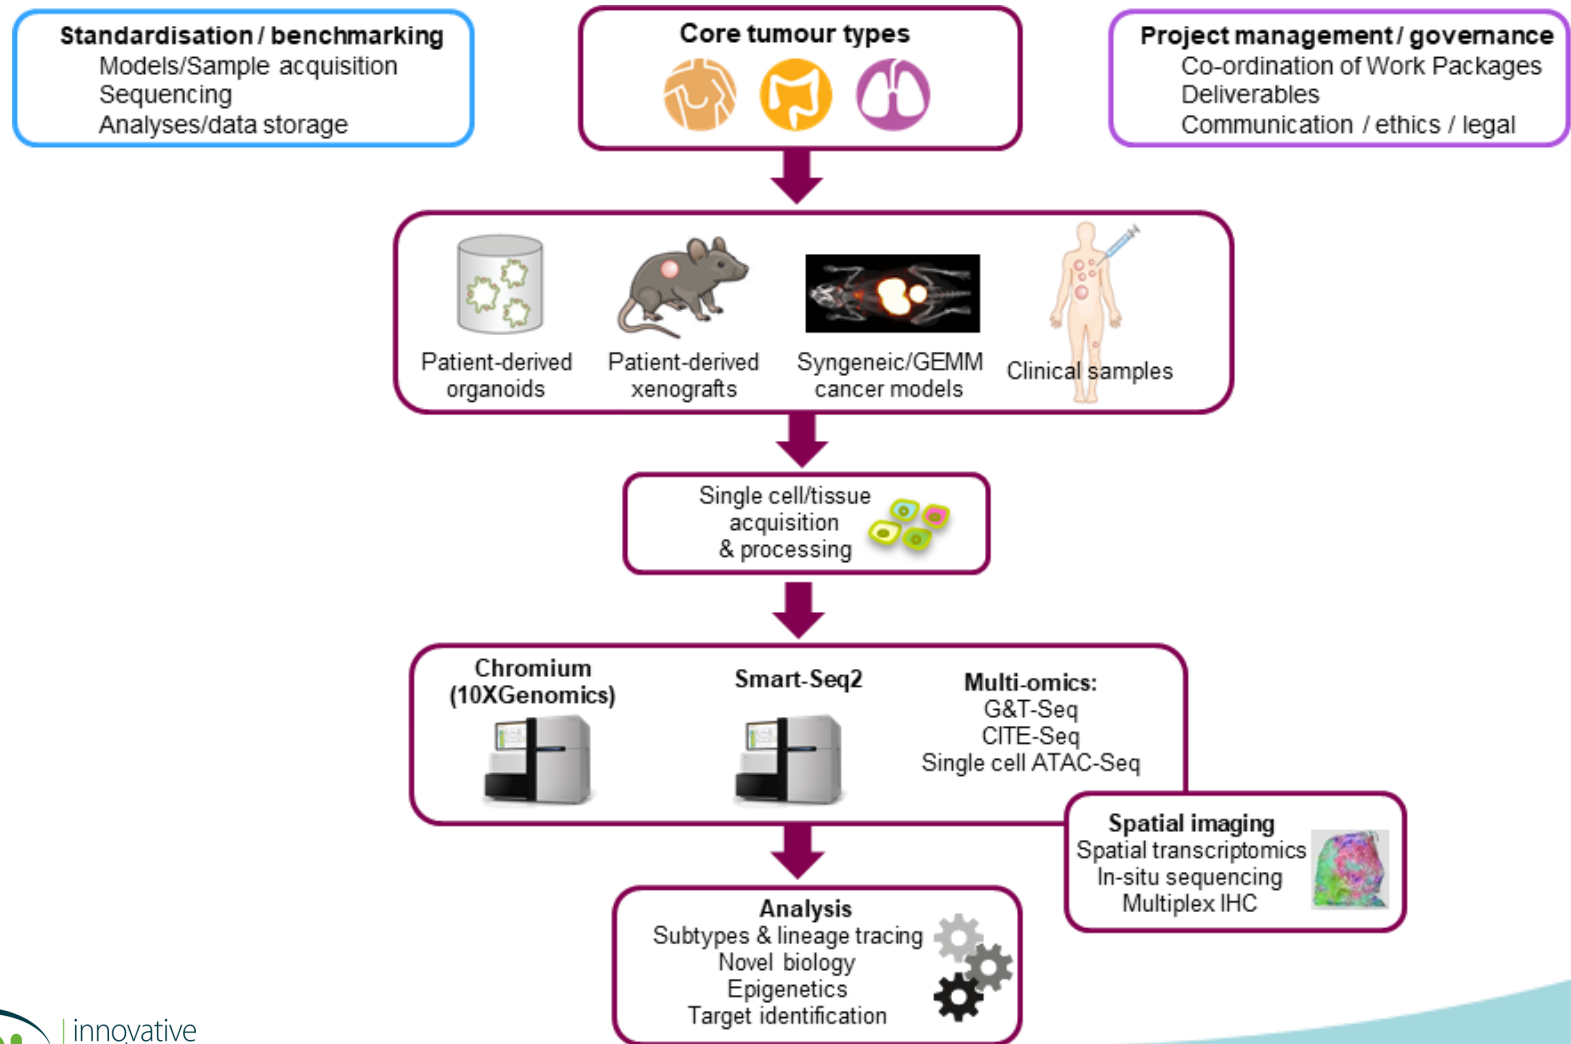 Standardisation / benchmarking
Models/Sample acquisition
Sequencing
Analyses/data storage
Core tumour types
Project management / governance
Co-ordination of Work Packages
Deliverables
Communication / ethics / legal
Patient-derived
organoids
Patient-derived
xenografts
Syngeneic/GEMM
cancer models
Clinical samples
Single cell/tissue
acquisition
& processing
Chromium
(10XGenomics)
Smart-Seq2
Multi-omics:
G&T-Seq
CITE-Seq
Single cell ATAC-Seq
Spatial imaging
Spatial transcriptomics
In-situ sequencing
Multiplex IHC
Analysis
Subtypes & lineage tracing
Novel biology
Epigenetics
Target identification
innovative